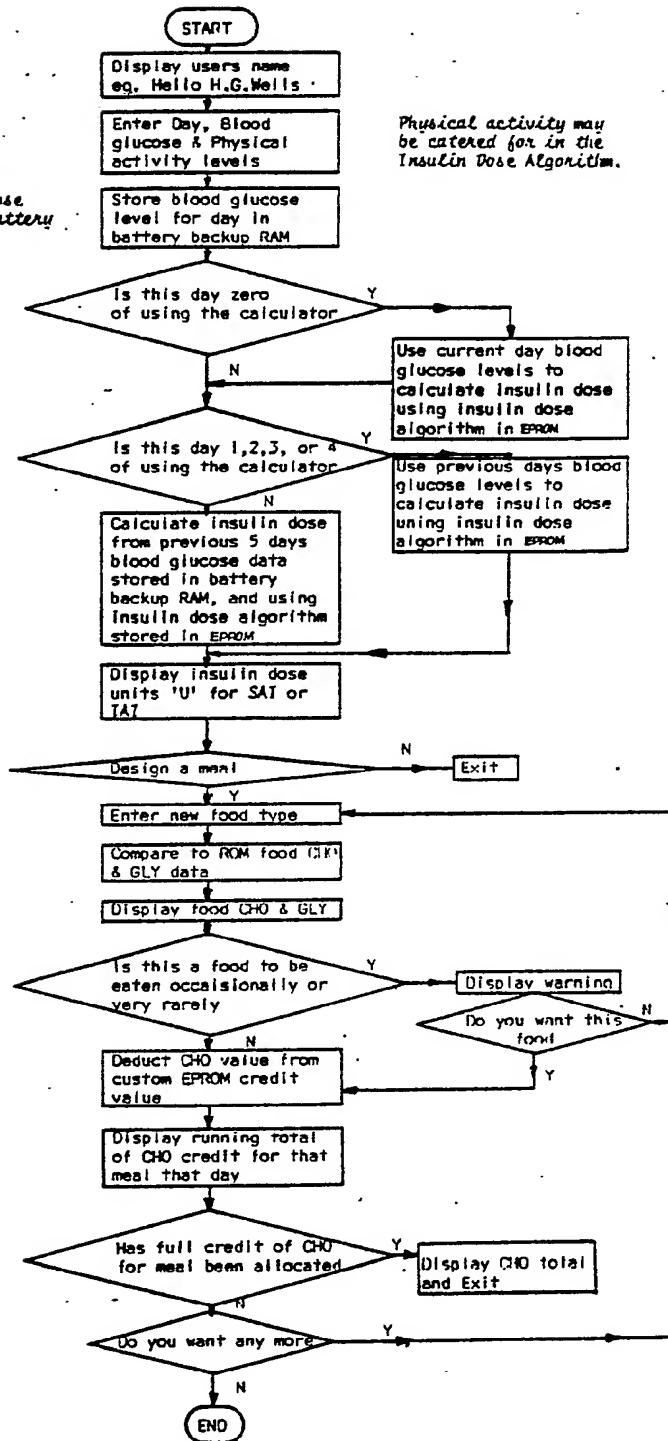 START
Display users name
eg. Hello H.G.Wells
Enter Day, Blood
glucose & Physical
activity levels
Physical activity may
be catered for in the
Insulin Dose Algorithm.
Store blood glucose
level for day in
battery backup RAM
Is this day zero
of using the calculator
Y
N
Use current day blood
glucose levels to
calculate insulin dose
using insulin dose
algorithm in EPROM
Is this day 1,2,3, or 4
of using the calculator
Y
N
Use previous days blood
glucose levels to
calculate insulin dose
uning insulin dose
algorithm in EPROM
Calculate insulin dose
from previous 5 days
blood glucose data
stored in battery
backup RAM, and using
insulin dose algorithm
stored in EPROM
Display insulin dose
units 'U' for SAI or
IAI
Design a meal
N
Exit
Y
Enter new food type
Compare to ROM food CHO
& GLY data
Display food CHO & GLY
Is this a food to be
eaten occaisionally or
very rarely
Y
Display warning
Do you want this
food
N
Y
N
Deduct CHO value from
custom EPROM credit
value
Display running total
of CHO credit for that
meal that day
Has full credit of CHO
for meal been allocated
Y
Display CHO total
and Exit
N
Do you want any more
Y
N
END